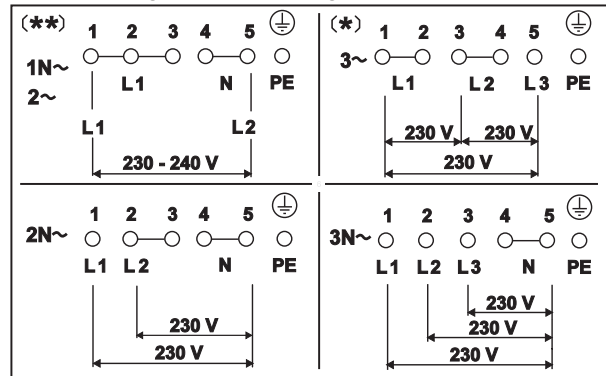 (**) 1 2 3 4 5
1N~
2~
L1 N PE
L1 L2
230 - 240 V
(*) 1 2 3 4 5
3~
L1 L2 L3 PE
230 V 230 V
230 V
1 2 3 4 5
2N~
L1 L2 N PE
230 V
230 V
1 2 3 4 5
3N~
L1 L2 L3 N PE
230 V
230 V
230 V